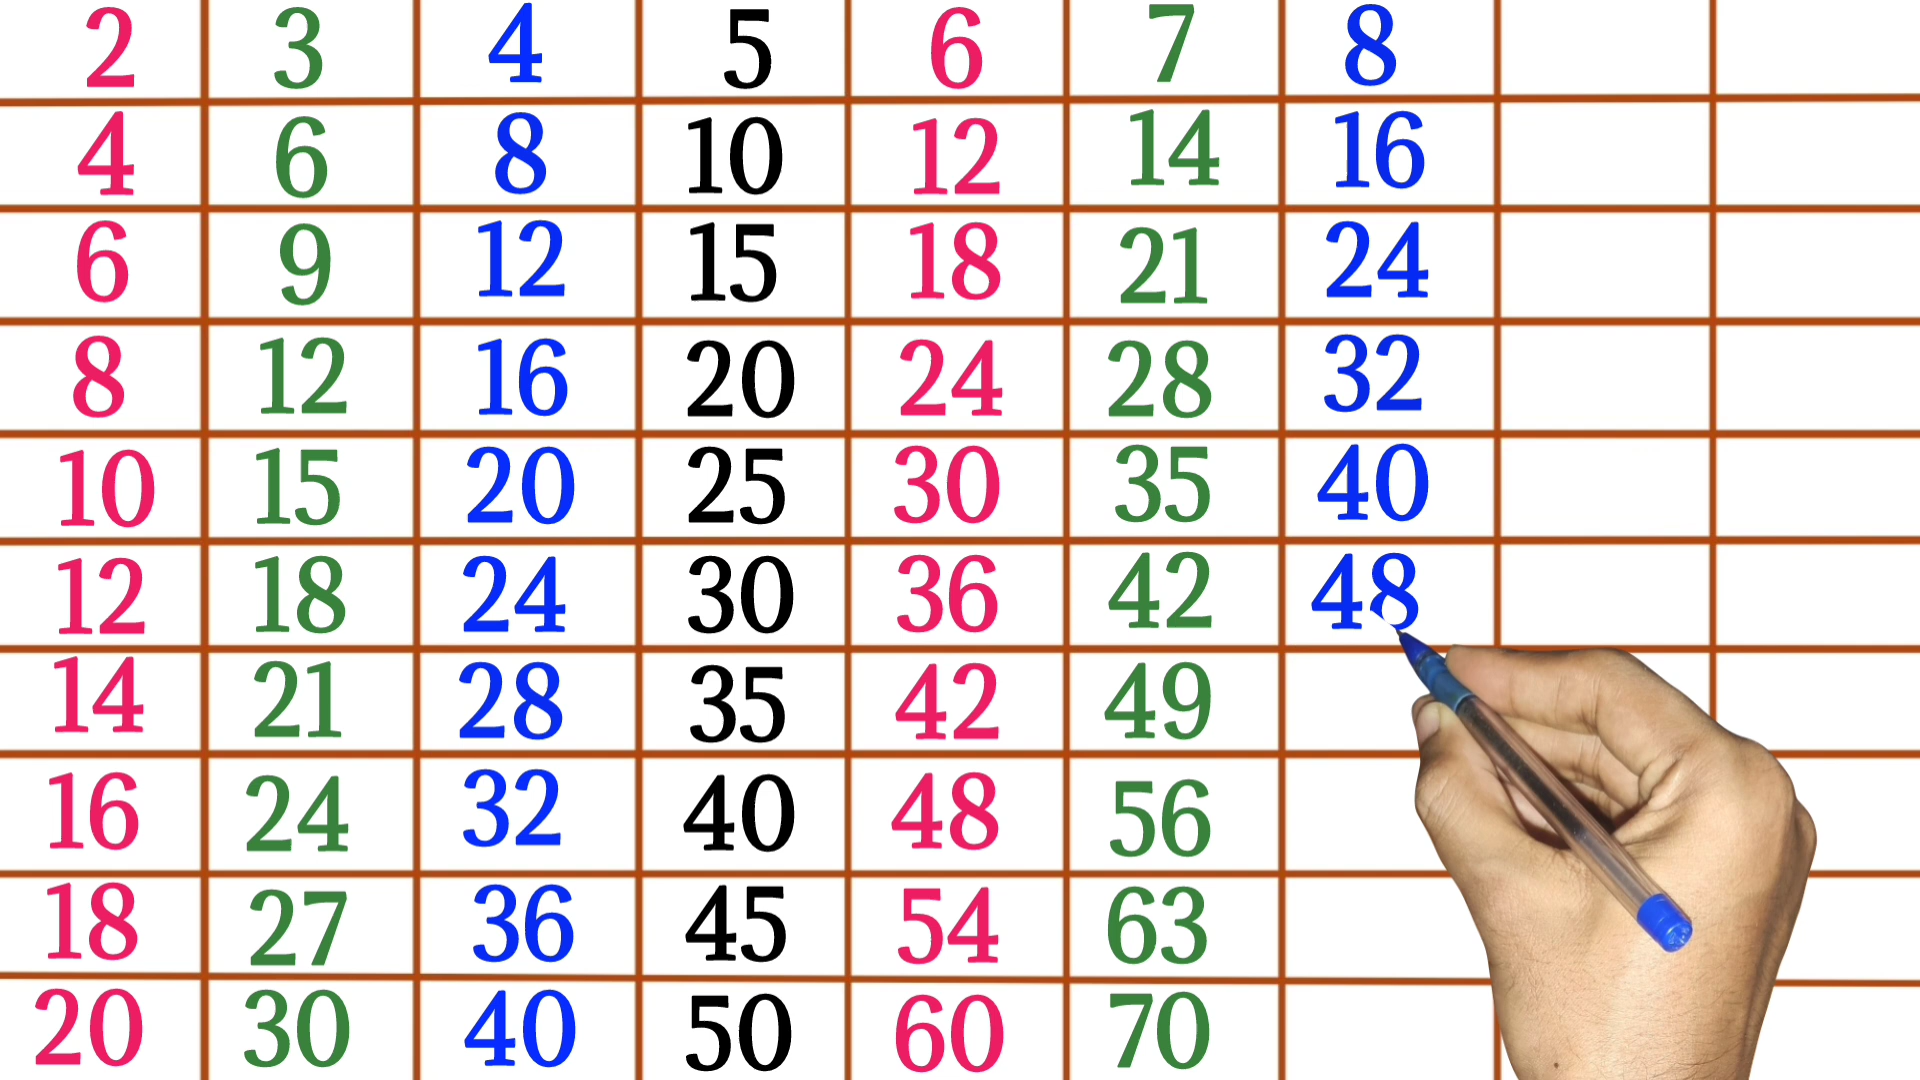 2 3 4 5 6 7 8
4 6 8 10 12 14 16
6 9 12 15 18 21 24
8 12 16 20 24 28 32
10 15 20 25 30 35 40
12 18 24 30 36 42 48
14 21 28 35 42 49
16 24 32 40 48 56
18 27 36 45 54 63
20 30 40 50 60 70